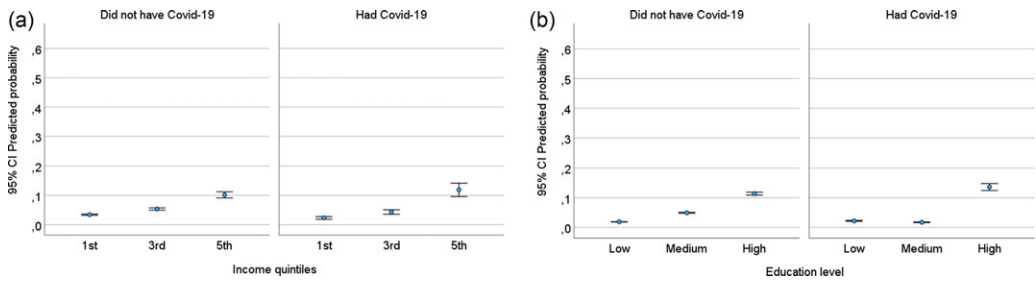 (a)
Did not have Covid-19 Had Covid-19
95% CI Predicted probability
,6
,5
,4
,3
,2
,1
,0
1st 3rd 5th 1st 3rd 5th
Income quintiles
(b)
Did not have Covid-19 Had Covid-19
95% CI Predicted probability
,6
,5
,4
,3
,2
,1
,0
Low Medium High Low Medium High
Education level